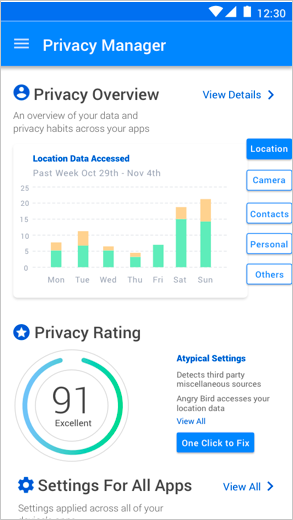 12:30
Privacy Manager
Privacy Overview
View Details
An overview of your data and
privacy habits across your apps
Location Data Accessed
Past Week Oct 29th - Nov 4th
25
20
15
10
5
0
Mon Tue Wed Thu Fri Sat Sun
Location
Camera
Contacts
Personal
Others
Privacy Rating
91
Excellent
Atypical Settings
Detects third party
miscellaneous sources
Angry Bird accesses your
location data
View All
One Click to Fix
Settings For All Apps
View All
Settings applied across all of your
device's apps